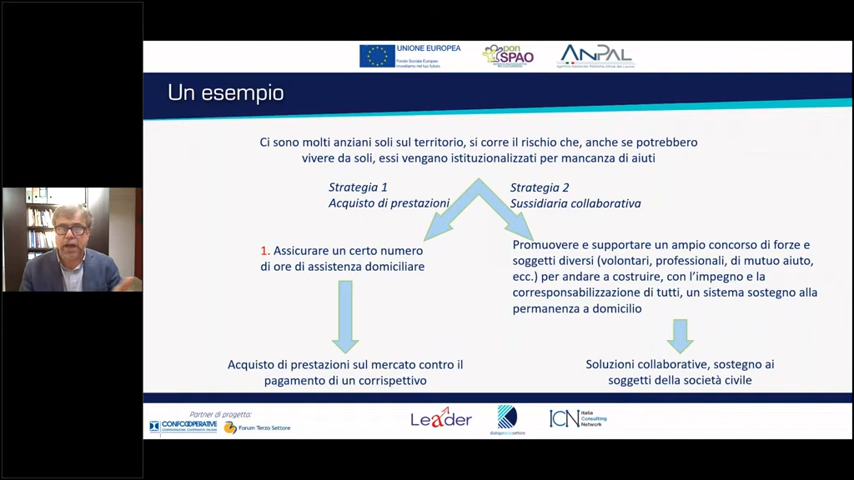 UNIONE EUROPEA
Fondo Sociale Europeo
pon
SPAO
ANPAL
Un esempio
Ci sono molti anziani soli sul territorio, si corre il rischio che, anche se potrebbero
vivere da soli, essi vengano istituzionalizzati per mancanza di aiuti
Strategia 1
Acquisto di prestazioni
Strategia 2
Sussidiaria collaborativa
1. Assicurare un certo numero
di ore di assistenza domiciliare
Promuovere e supportare un ampio concorso di forze e
soggetti diversi (volontari, professionali, di mutuo aiuto,
ecc.) per andare a costruire, con l'impegno e la
corresponsabilizzazione di tutti, un sistema sostegno alla
permanenza a domicilio
Acquisto di prestazioni sul mercato contro il
pagamento di un corrispettivo
Soluzioni collaborative, sostegno ai
soggetti della società civile
Partner di progetto:
CONFCOOPERATIVE
Forum Terzo Settore
Leader
ICN
Italia
Consulting
Network